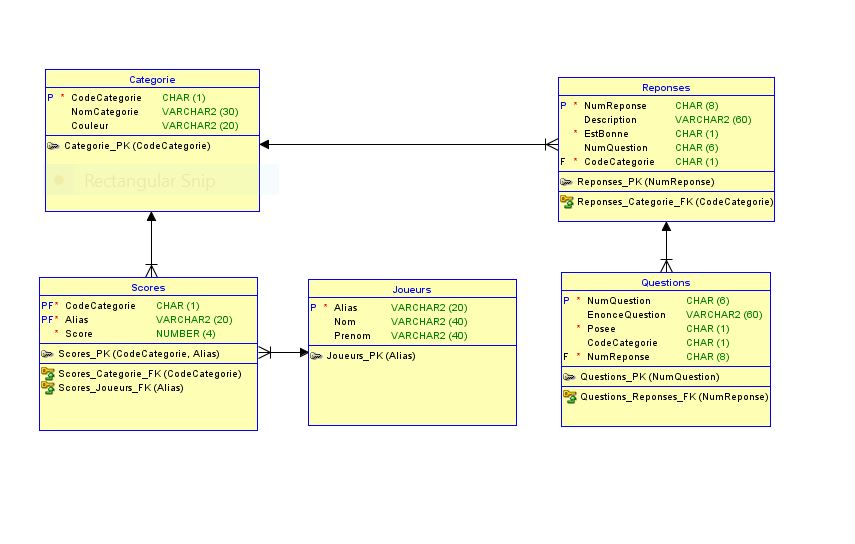 Categorie
P * CodeCategorie CHAR (1)
NomCategorie VARCHAR2 (30)
Couleur VARCHAR2 (20)
Categorie_PK (CodeCategorie)
Rectangular Snip
Reponses
P * NumReponse CHAR (8)
Description VARCHAR2 (60)
* EstBonne CHAR (1)
NumQuestion CHAR (6)
F * CodeCategorie CHAR (1)
Reponses_PK (NumReponse)
Reponses_Categorie_FK (CodeCategorie)
Scores
PF* CodeCategorie CHAR (1)
PF* Alias VARCHAR2 (20)
* Score NUMBER (4)
Scores_PK (CodeCategorie, Alias)
Scores_Categorie_FK (CodeCategorie)
Scores_Joueurs_FK (Alias)
Joueurs
P * Alias VARCHAR2 (20)
Nom VARCHAR2 (40)
Prenom VARCHAR2 (40)
Joueurs_PK (Alias)
Questions
P * NumQuestion CHAR (6)
EnonceQuestion VARCHAR2 (60)
* Posee CHAR (1)
CodeCategorie CHAR (1)
F * NumReponse CHAR (8)
Questions_PK (NumQuestion)
Questions_Reponses_FK (NumReponse)